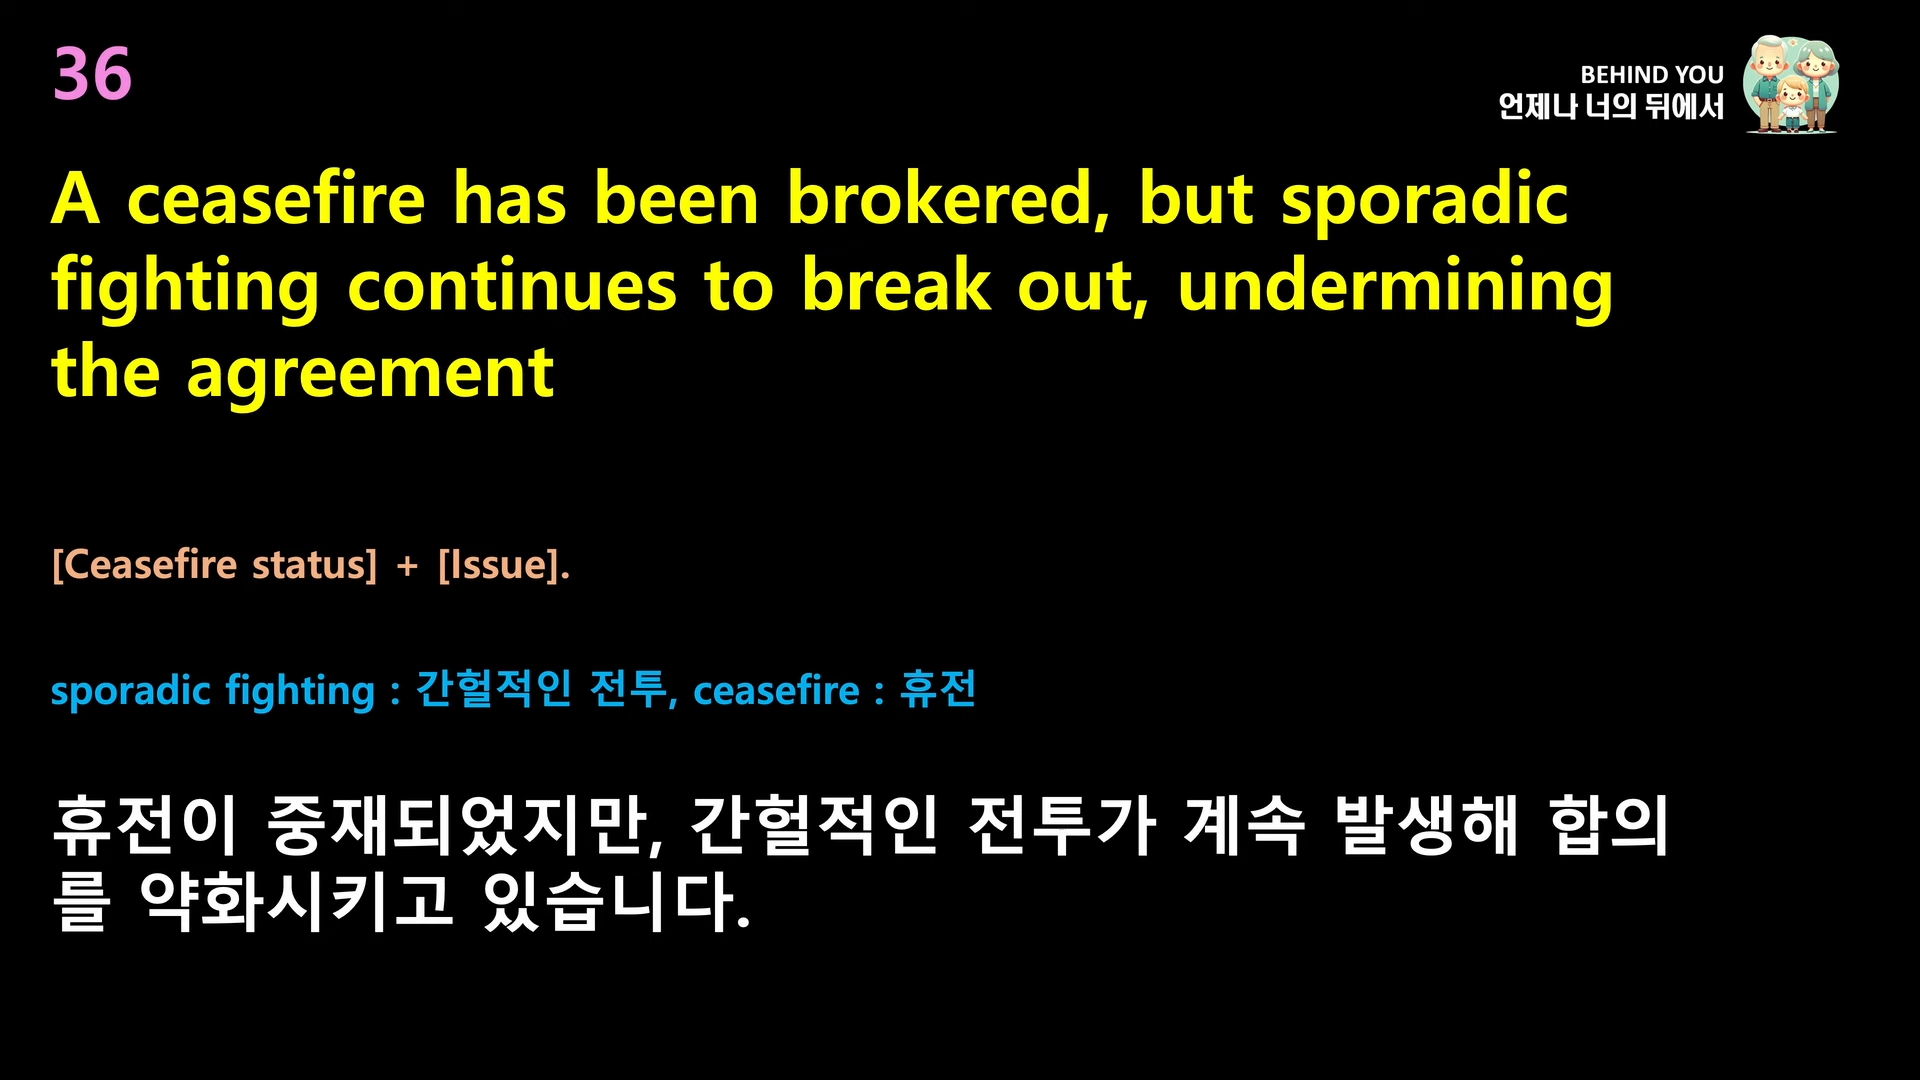 36
BEHIND YOU
언제나 너의 뒤에서
A ceasefire has been brokered, but sporadic
fighting continues to break out, undermining
the agreement
[Ceasefire status] + [Issue].
sporadic fighting : 간헐적인 전투, ceasefire : 휴전
휴전이 중재되었지만, 간헐적인 전투가 계속 발생해 합의
를 약화시키고 있습니다.